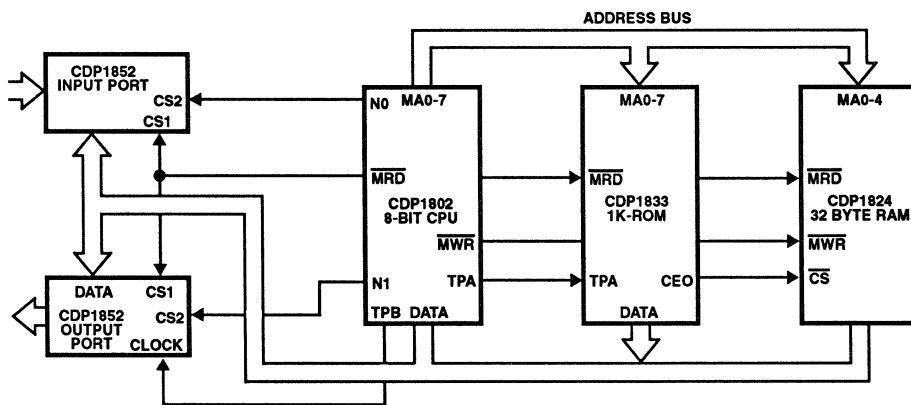 ADDRESS BUS
CDP1852
INPUT PORT
CS2
CS1
N0
MA0-7
MRD
CDP1802
8-BIT CPU
MWR
N1
TPA
TPB DATA
MA0-7
MRD
CDP1833
1K-ROM
TPA
CEO
DATA
MA0-4
MRD
CDP1824
32 BYTE RAM
MWR
CS
DATA
CS1
CDP1852
OUTPUT
PORT
CS2
CLOCK